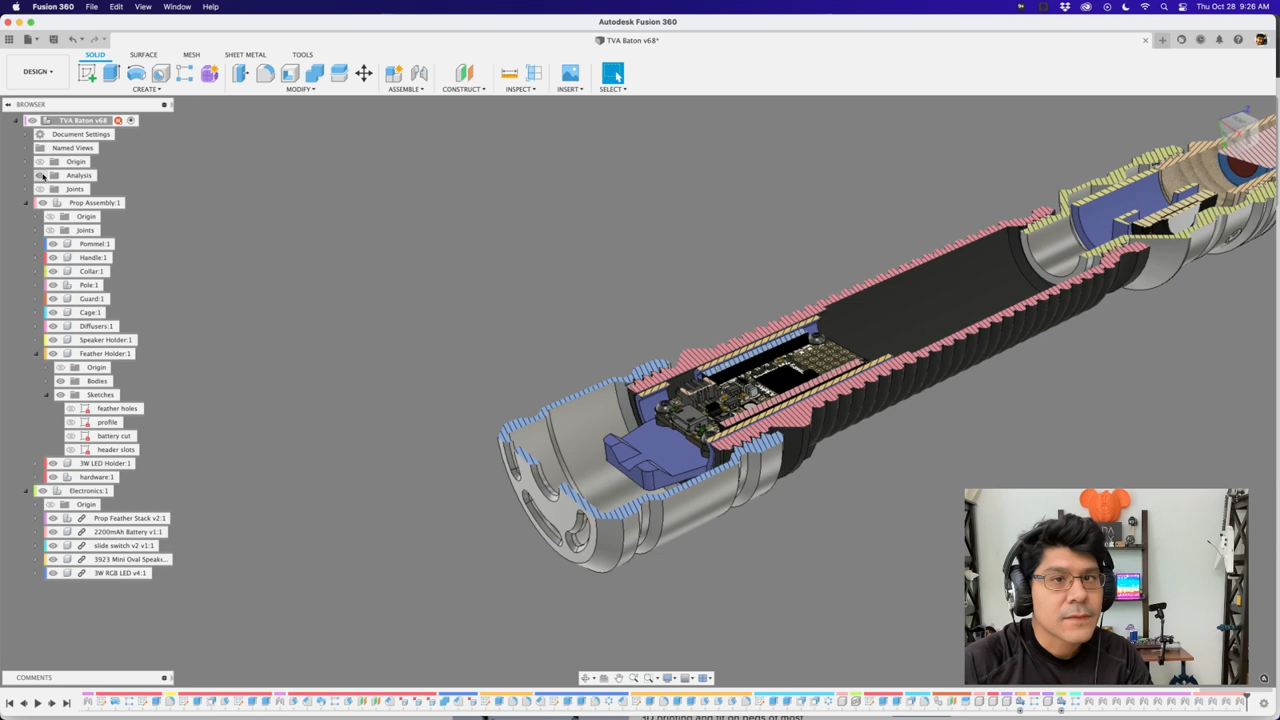 Fusion 360 File Edit View Window Help
Thu Oct 28 9:26 AM
Autodesk Fusion 360
TVA Baton v68*
SOLID SURFACE MESH SHEET METAL TOOLS
DESIGN
CREATE MODIFY ASSEMBLE CONSTRUCT INSPECT INSERT SELECT
BROWSER
TVA Baton v68
Document Settings
Named Views
Origin
Analysis
Joints
Prop Assembly:1
Origin
Joints
Pommel:1
Handle:1
Collar:1
Pole:1
Guard:1
Cage:1
Diffusers:1
Speaker Holder:1
Feather Holder:1
Origin
Bodies
Sketches
feather holes
profile
battery cut
header slots
3W LED Holder:1
hardware:1
Electronics:1
Origin
Prop Feather Stack v2:1
2200mAh Battery v1:1
slide switch v2 v1:1
3923 Mini Oval Speake...
3W RGB LED v4:1
COMMENTS